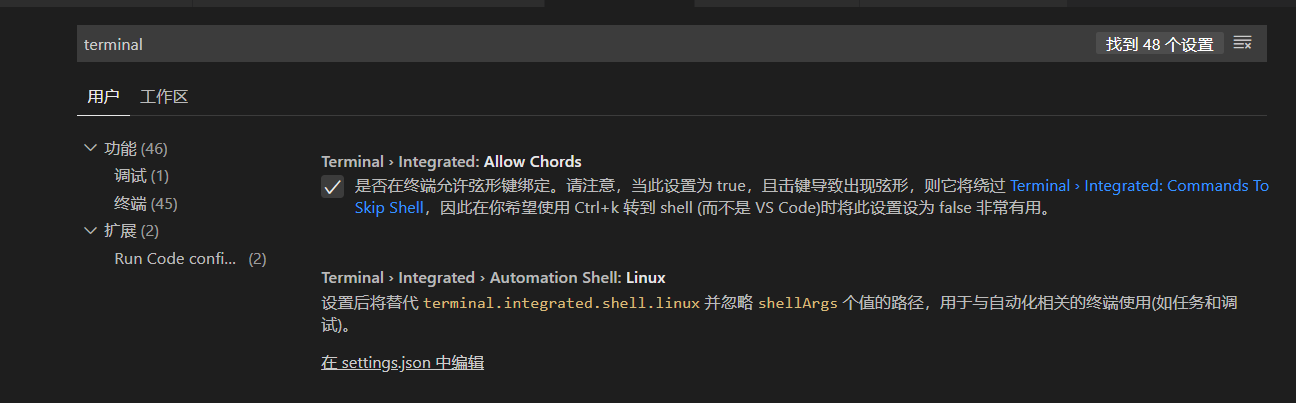 terminal
找到 48 个设置
用户 工作区
功能 (46)
调试 (1)
终端 (45)
扩展 (2)
Run Code confi... (2)
Terminal › Integrated: Allow Chords
是否在终端允许弦形键绑定。请注意，当此设置为 true，且击键导致出现弦形，则它将绕过 Terminal › Integrated: Commands To
Skip Shell，因此在你希望使用 Ctrl+k 转到 shell (而不是 VS Code)时将此设置设为 false 非常有用。
Terminal › Integrated › Automation Shell: Linux
设置后将替代 terminal.integrated.shell.linux 并忽略 shellArgs 个值的路径，用于与自动化相关的终端使用(如任务和调
试)。
在 settings.json 中编辑